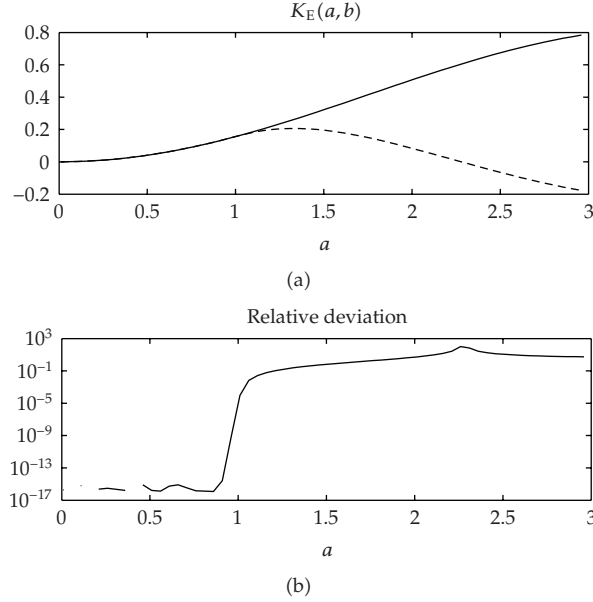 K_E(a, b)
0.8
0.6
0.4
0.2
0
−0.2
0 0.5 1 1.5 2 2.5 3
a
(a)
Relative deviation
10^3
10^−1
10^−5
10^−9
10^−13
10^−17
0 0.5 1 1.5 2 2.5 3
a
(b)